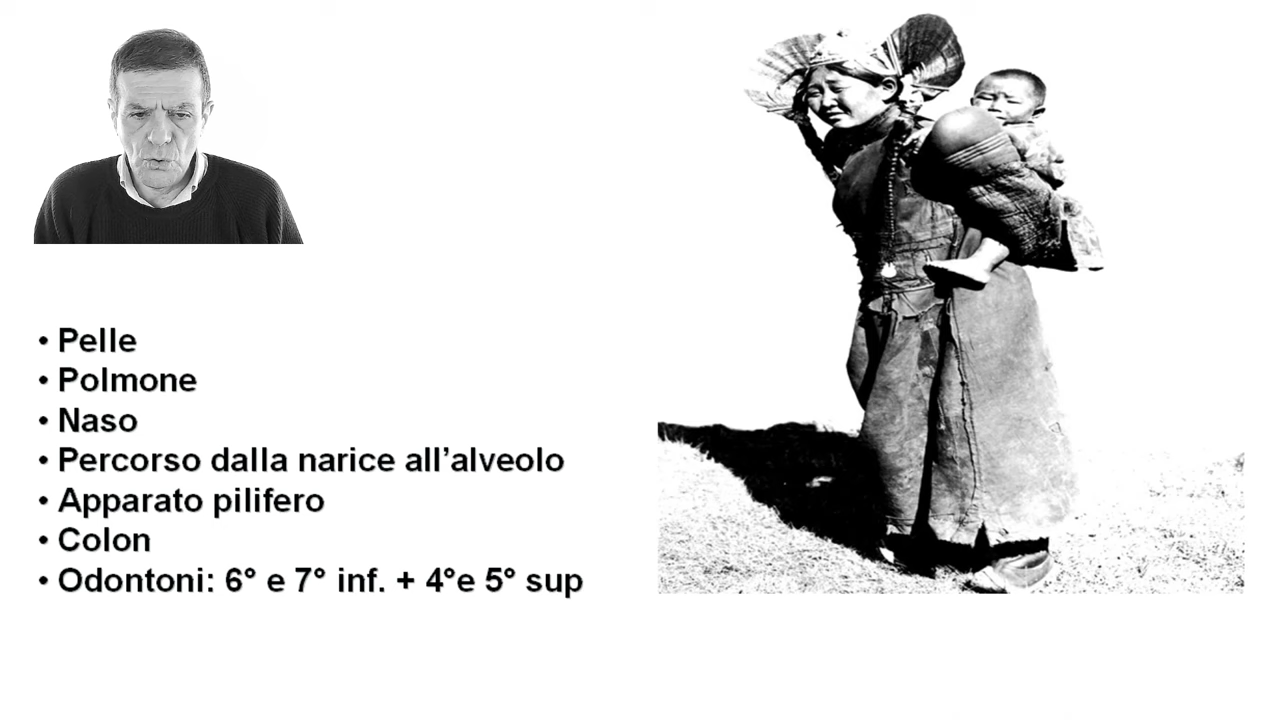 • Pelle
• Polmone
• Naso
• Percorso dalla narice all’alveolo
• Apparato pilifero
• Colon
• Odontoni: 6° e 7° inf. + 4°e 5° sup